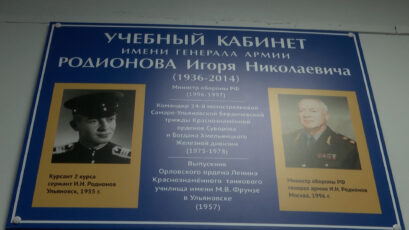 УЧЕБНЫЙ КАБИНЕТ
ИМЕНИ ГЕНЕРАЛА АРМИИ
РОДИОНОВА Игоря Николаевича
(1936-2014)
Министр обороны РФ
(1996-1997)
Командир 24-й мотострелковой
Самаро-Ульяновской Бердичевской
трижды Краснознамённой
орденов Суворова
и Богдана Хмельницкого
Железной дивизии
(1975-1978)
Выпускник
Орловского ордена Ленина
Краснознамённого танкового
училища имени М.В. Фрунзе
в Ульяновске
(1957)
Курсант 2 курса
сержант И.Н. Родионов
Ульяновск, 1955 г.
Министр обороны РФ
генерал армии И.Н. Родионов
Москва, 1996 г.